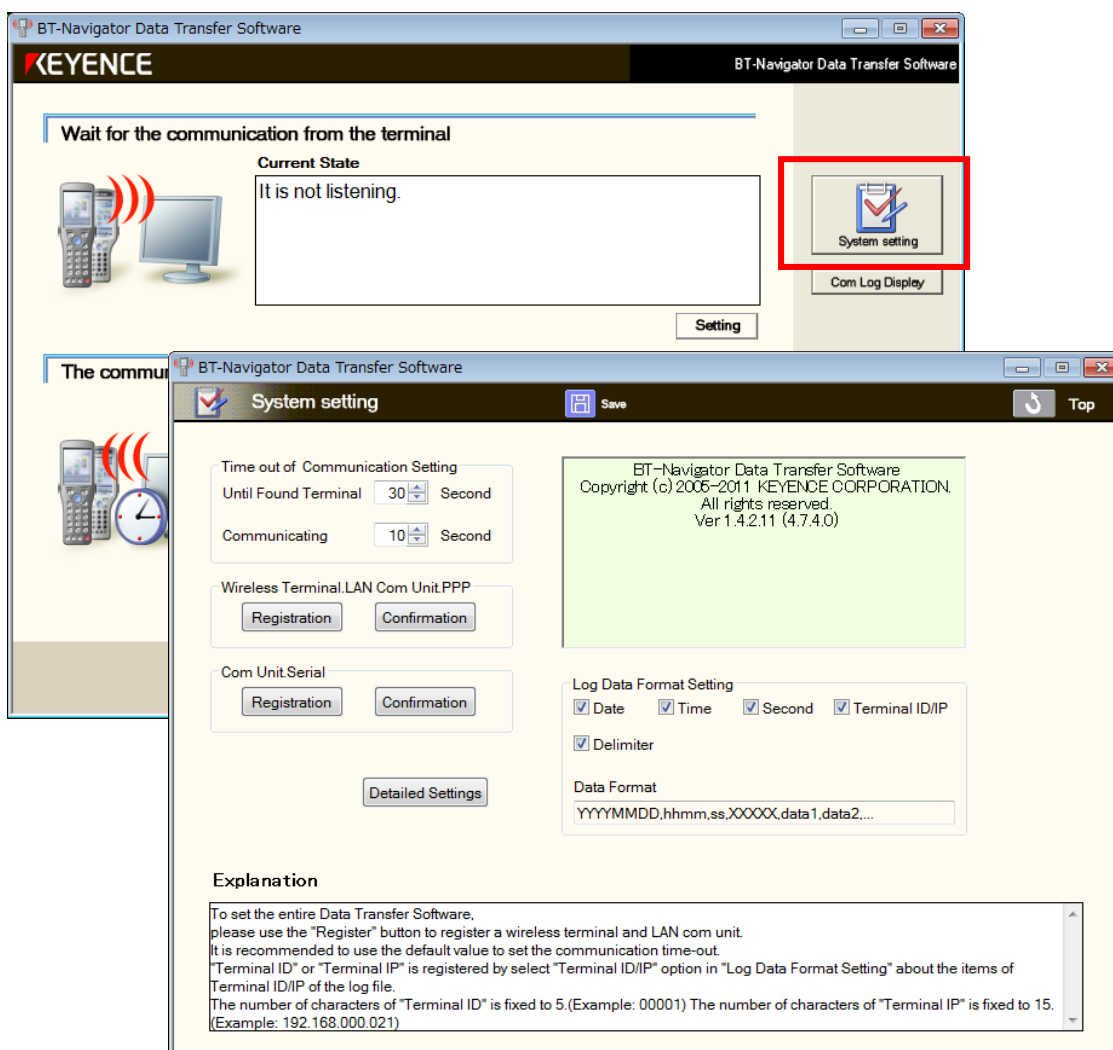 BT-Navigator Data Transfer Software
KEYENCE
BT-Navigator Data Transfer Software
Wait for the communication from the terminal
Current State
It is not listening.
System setting
Com Log Display
Setting
The commu
BT-Navigator Data Transfer Software
System setting
Save
Top
Time out of Communication Setting
Until Found Terminal 30 Second
Communicating 10 Second
Wireless Terminal.LAN Com Unit.PPP
Registration Confirmation
Com Unit.Serial
Registration Confirmation
Detailed Settings
BT-Navigator Data Transfer Software
Copyright (c) 2005-2011 KEYENCE CORPORATION.
All rights reserved.
Ver 1.4.2.11 (4.7.4.0)
Log Data Format Setting
Date Time Second Terminal ID/IP
Delimiter
Data Format
YYYYMMDD,hhmm,ss,XXXXX,data1,data2,...
Explanation
To set the entire Data Transfer Software,
please use the "Register" button to register a wireless terminal and LAN com unit.
It is recommended to use the default value to set the communication time-out.
"Terminal ID" or "Terminal IP" is registered by select "Terminal ID/IP" option in "Log Data Format Setting" about the items of
Terminal ID/IP of the log file.
The number of characters of "Terminal ID" is fixed to 5.(Example: 00001) The number of characters of "Terminal IP" is fixed to 15.
(Example: 192.168.000.021)